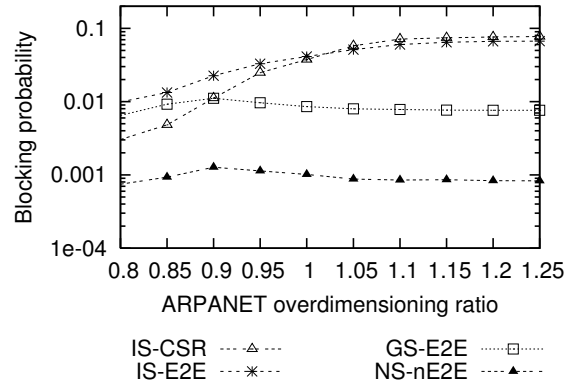 Blocking probability
0.1
0.01
0.001
1e-04
0.8 0.85 0.9 0.95 1 1.05 1.1 1.15 1.2 1.25
ARPANET overdimensioning ratio
IS-CSR GS-E2E
IS-E2E NS-nE2E